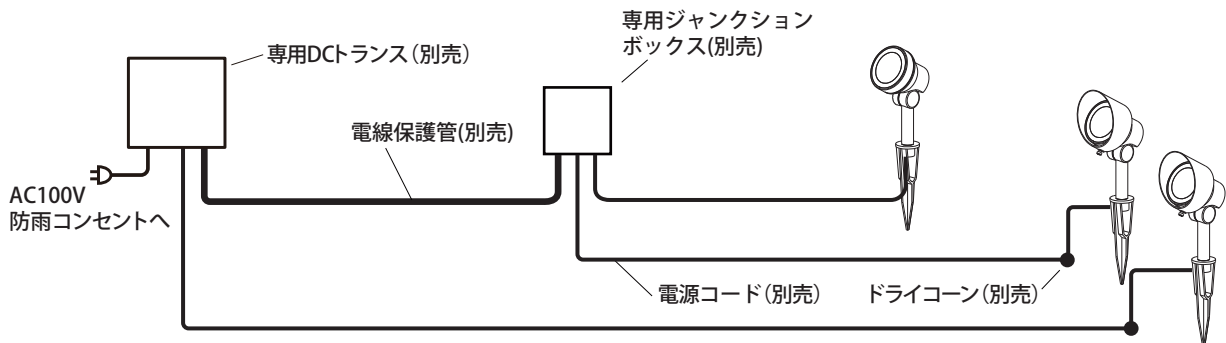 専用DCトランス（別売）
専用ジャンクション
ボックス(別売)
電線保護管(別売)
AC100V
防雨コンセントへ
電源コード（別売）
ドライコーン（別売）